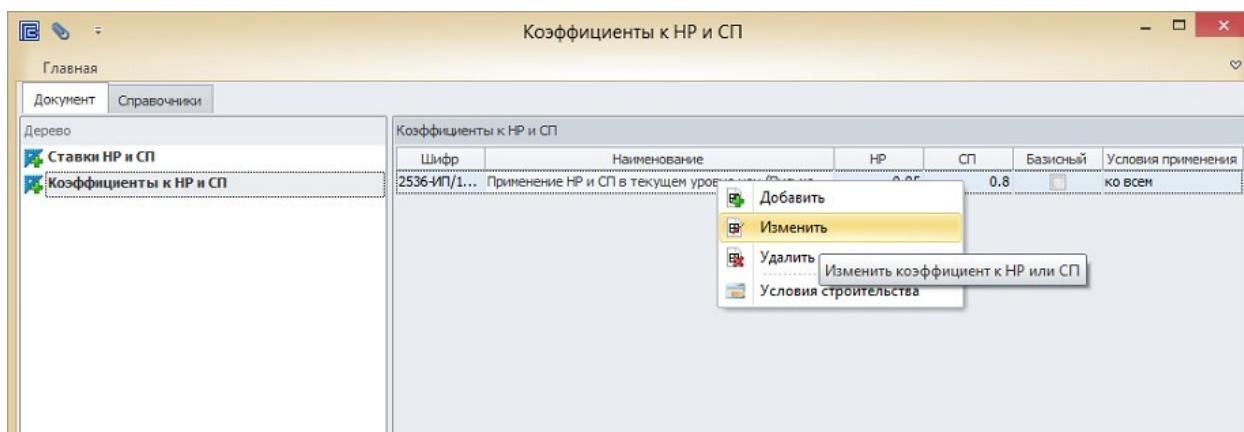 Коэффициенты к НР и СП
Главная
Документ Справочники
Дерево
Ставки НР и СП
Коэффициенты к НР и СП
Коэффициенты к НР и СП
Шифр Наименование НР СП Базисный Условия применения
2536-ИП/1... Применение НР и СП в текущем 0.8 ко всем
Добавить
Изменить
Удалить
Изменить коэффициент к НР или СП
Условия строительства